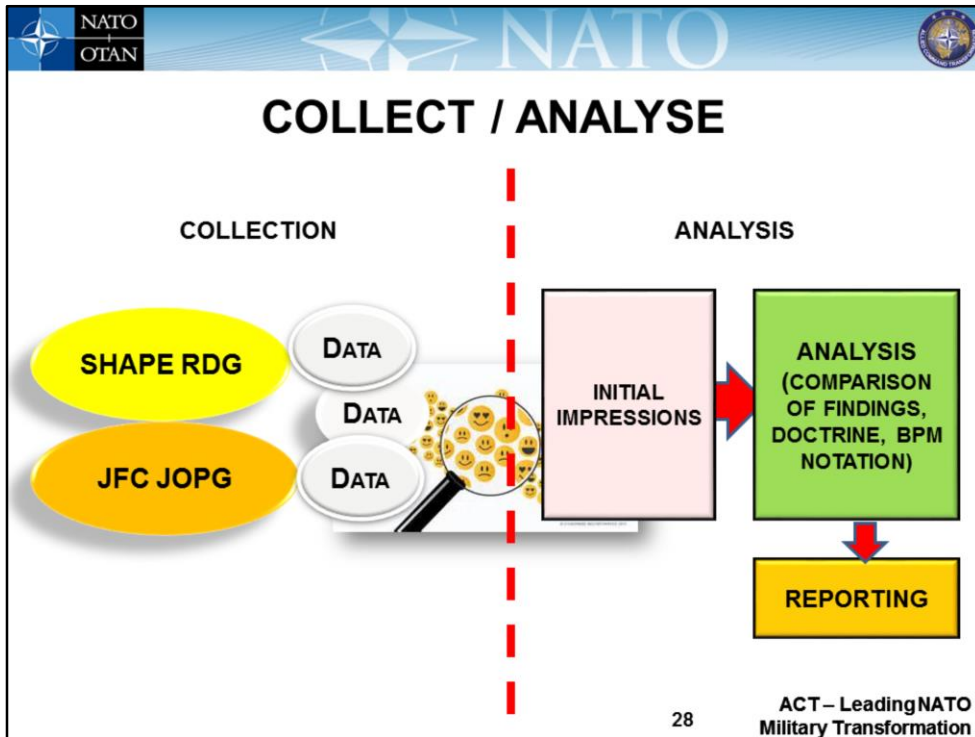 NATO
OTAN
NATO
COLLECT / ANALYSE
COLLECTION
ANALYSIS
SHAPE RDG
JFC JOPG
DATA
DATA
DATA
INITIAL
IMPRESSIONS
ANALYSIS
(COMPARISON
OF FINDINGS,
DOCTRINE, BPM
NOTATION)
REPORTING
28
ACT – Leading NATO
Military Transformation